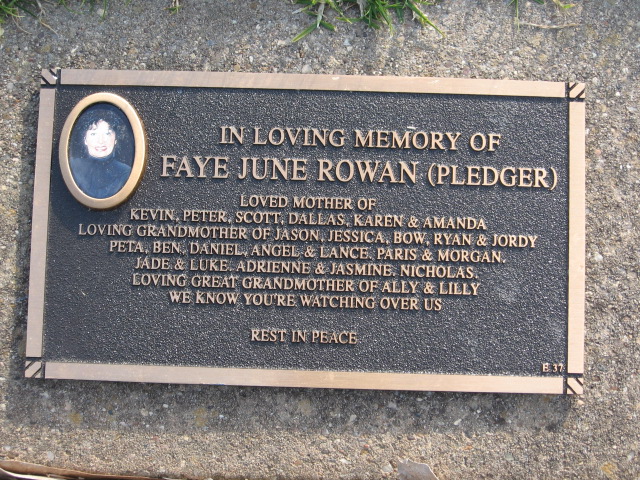 IN LOVING MEMORY OF
FAYE JUNE ROWAN (PLEDGER)
LOVED MOTHER OF
KEVIN, PETER, SCOTT, DALLAS, KAREN & AMANDA
LOVING GRANDMOTHER OF JASON, JESSICA, BOW, RYAN & JORDY
PETA, BEN, DANIEL, ANGEL & LANCE, PARIS & MORGAN.
JADE & LUKE. ADRIENNE & JASMINE, NICHOLAS.
LOVING GREAT GRANDMOTHER OF ALLY & LILLY
WE KNOW YOU'RE WATCHING OVER US
REST IN PEACE
E 37